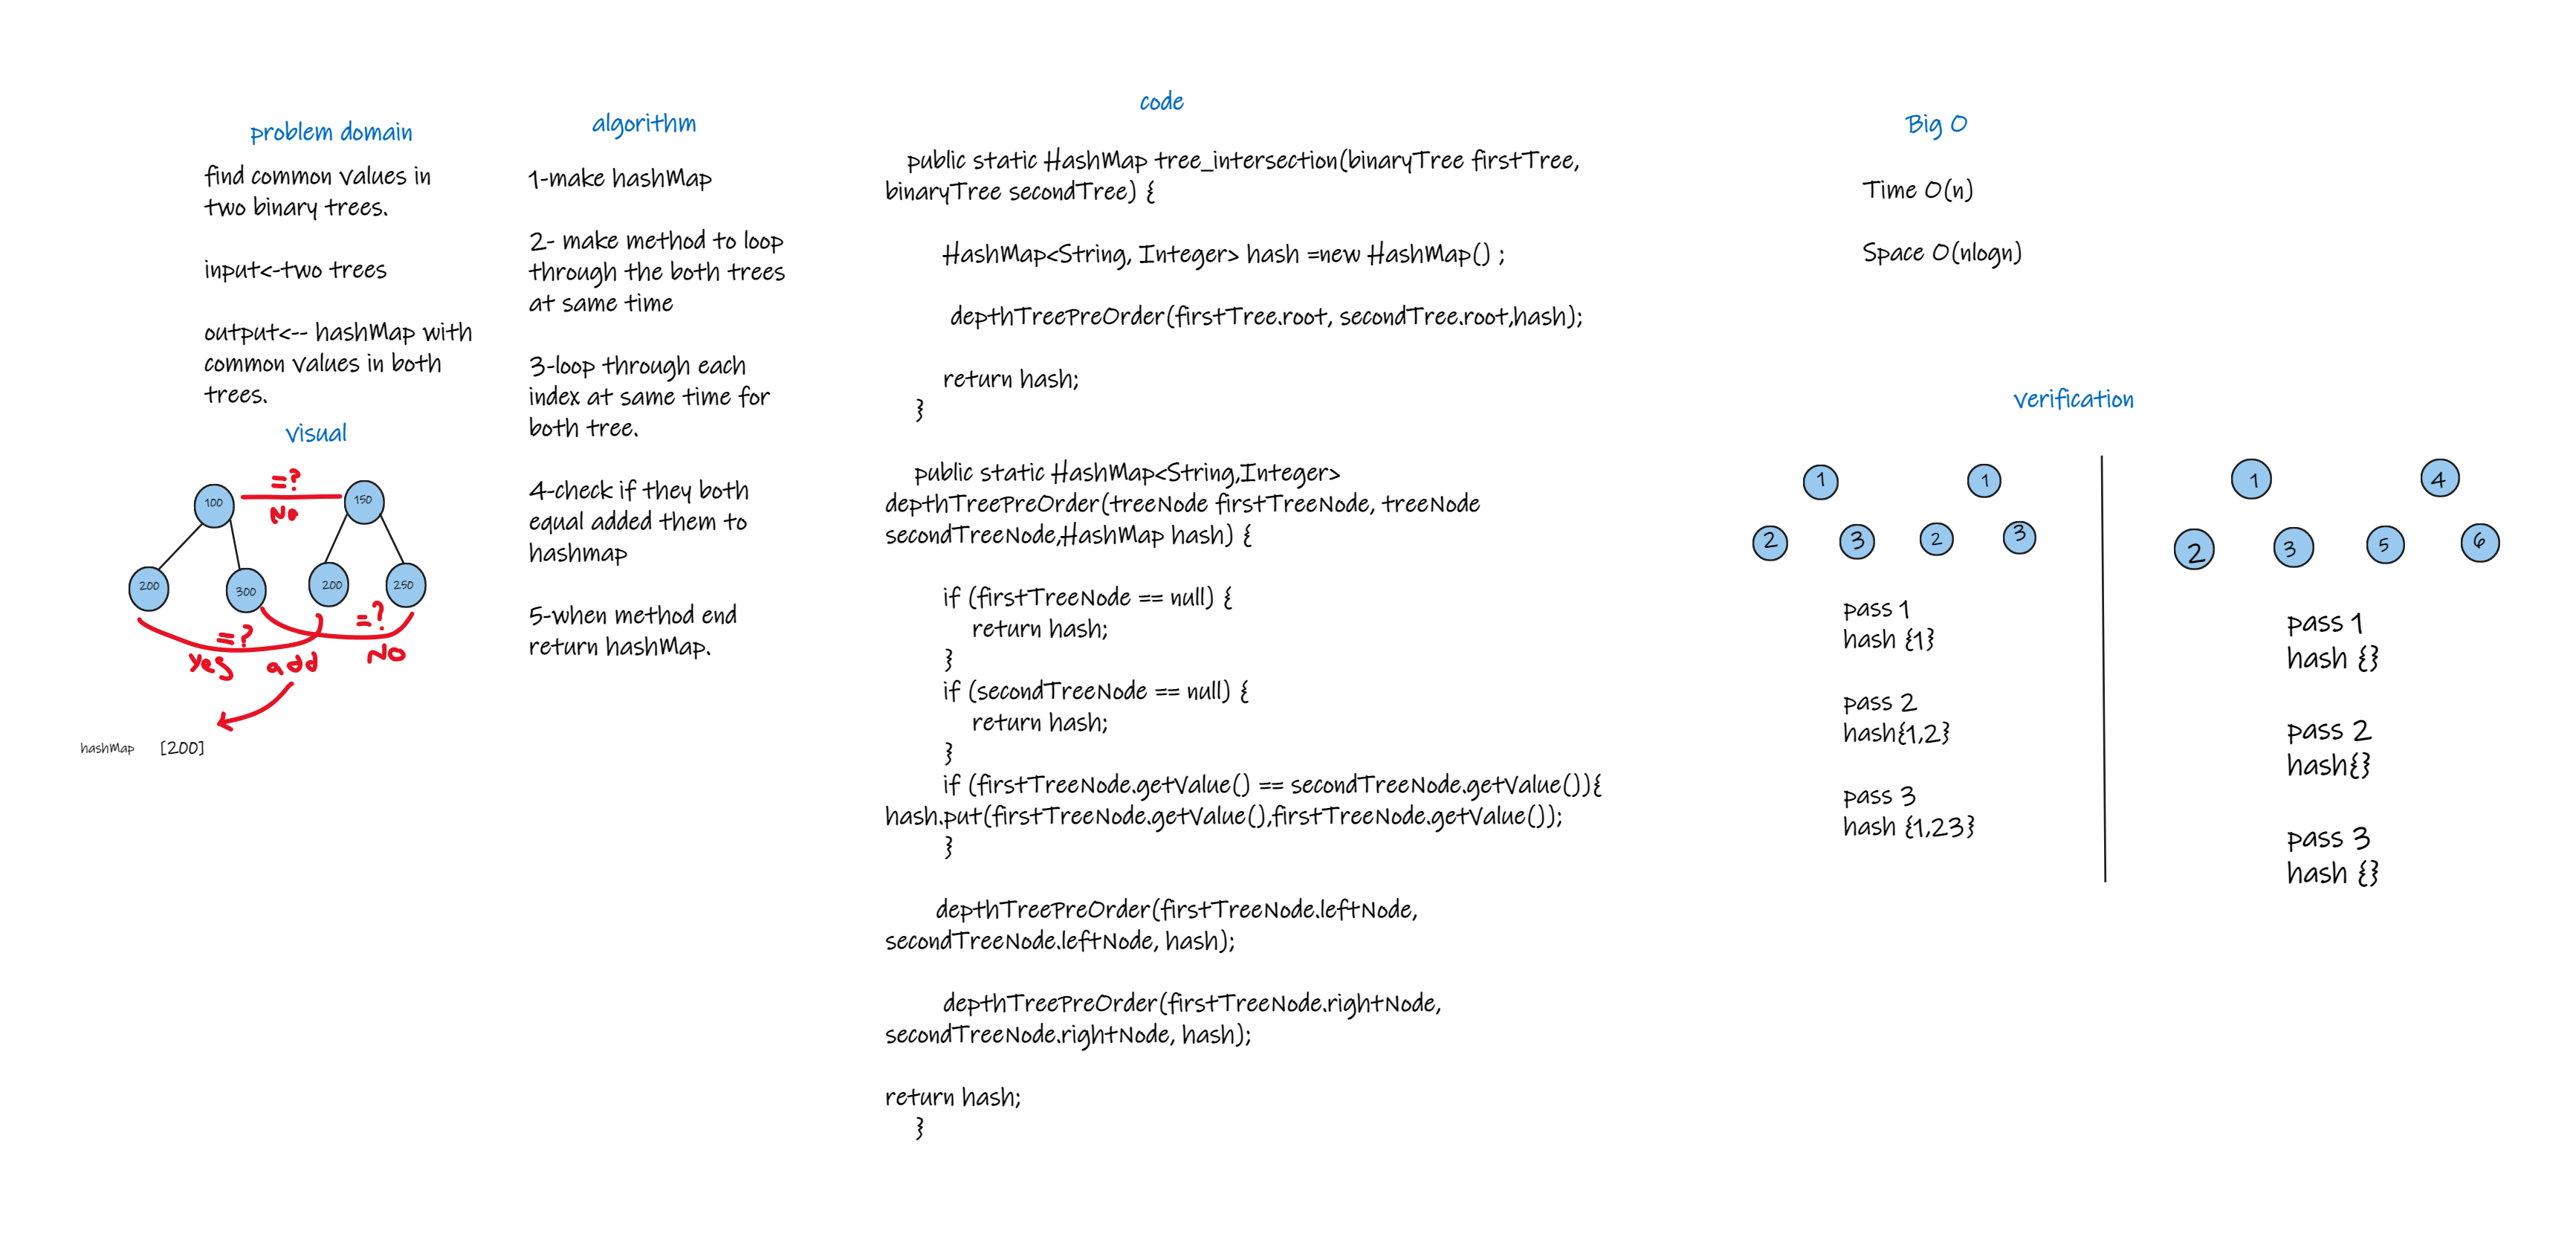 problem domain
find common values in
two binary trees.
input<-two trees
output<-- hashMap with
common values in both
trees.
visual
=?
No
100
150
200
300
200
250
=?
=?
Yes add
No
hashMap [200]
algorithm
1-make hashMap
2- make method to loop
through the both trees
at same time
3-loop through each
index at same time for
both tree.
4-check if they both
equal added them to
hashmap
5-when method end
return hashMap.
code
public static HashMap tree_intersection(binaryTree firstTree,
binaryTree secondTree) {
HashMap<String, Integer> hash =new HashMap() ;
depthTreePreOrder(firstTree.root, secondTree.root,hash);
return hash;
}
public static HashMap<String,Integer>
depthTreePreOrder(treeNode firstTreeNode, treeNode
secondTreeNode,HashMap hash) {
if (firstTreeNode == null) {
return hash;
}
if (secondTreeNode == null) {
return hash;
}
if (firstTreeNode.getValue() == secondTreeNode.getValue()){
hash.put(firstTreeNode.getValue(),firstTreeNode.getValue());
}
depthTreePreOrder(firstTreeNode.leftNode,
secondTreeNode.leftNode, hash);
depthTreePreOrder(firstTreeNode.rightNode,
secondTreeNode.rightNode, hash);
return hash;
}
Big O
Time O(n)
Space O(nlogn)
verification
1
1
2
3
2
3
pass 1
hash {1}
pass 2
hash{1,2}
pass 3
hash {1,23}
1
4
2
3
5
6
pass 1
hash {}
pass 2
hash{}
pass 3
hash {}